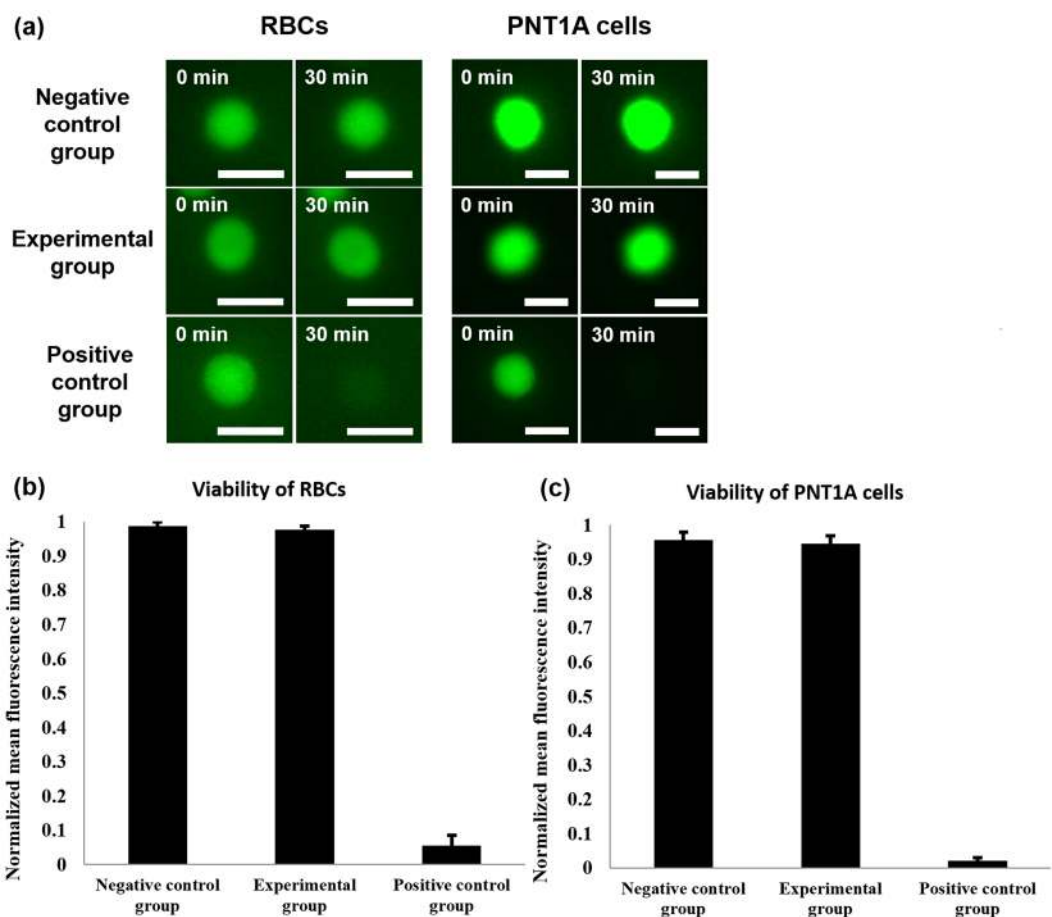 (a)
RBCs
PNT1A cells
Negative
control
group
0 min
30 min
0 min
30 min
Experimental
group
0 min
30 min
0 min
30 min
Positive
control
group
0 min
30 min
0 min
30 min
(b)
Viability of RBCs
Normalized mean fluorescence intensity
1
0.9
0.8
0.7
0.6
0.5
0.4
0.3
0.2
0.1
0
Negative control
group
Experimental
group
Positive control
group
(c)
Viability of PNT1A cells
Normalized mean fluorescence intensity
1
0.9
0.8
0.7
0.6
0.5
0.4
0.3
0.2
0.1
0
Negative control
group
Experimental
group
Positive control
group